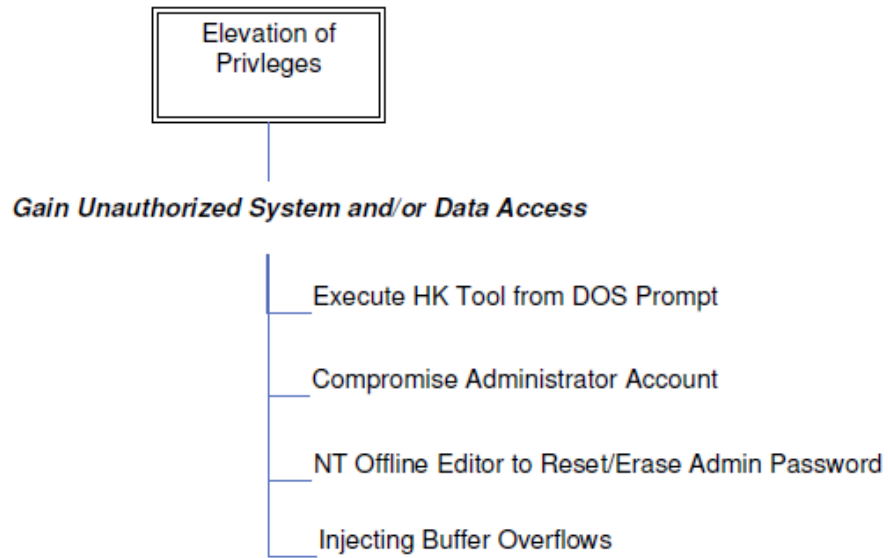 Elevation of
Privleges
Gain Unauthorized System and/or Data Access
Execute HK Tool from DOS Prompt
Compromise Administrator Account
NT Offline Editor to Reset/Erase Admin Password
Injecting Buffer Overflows